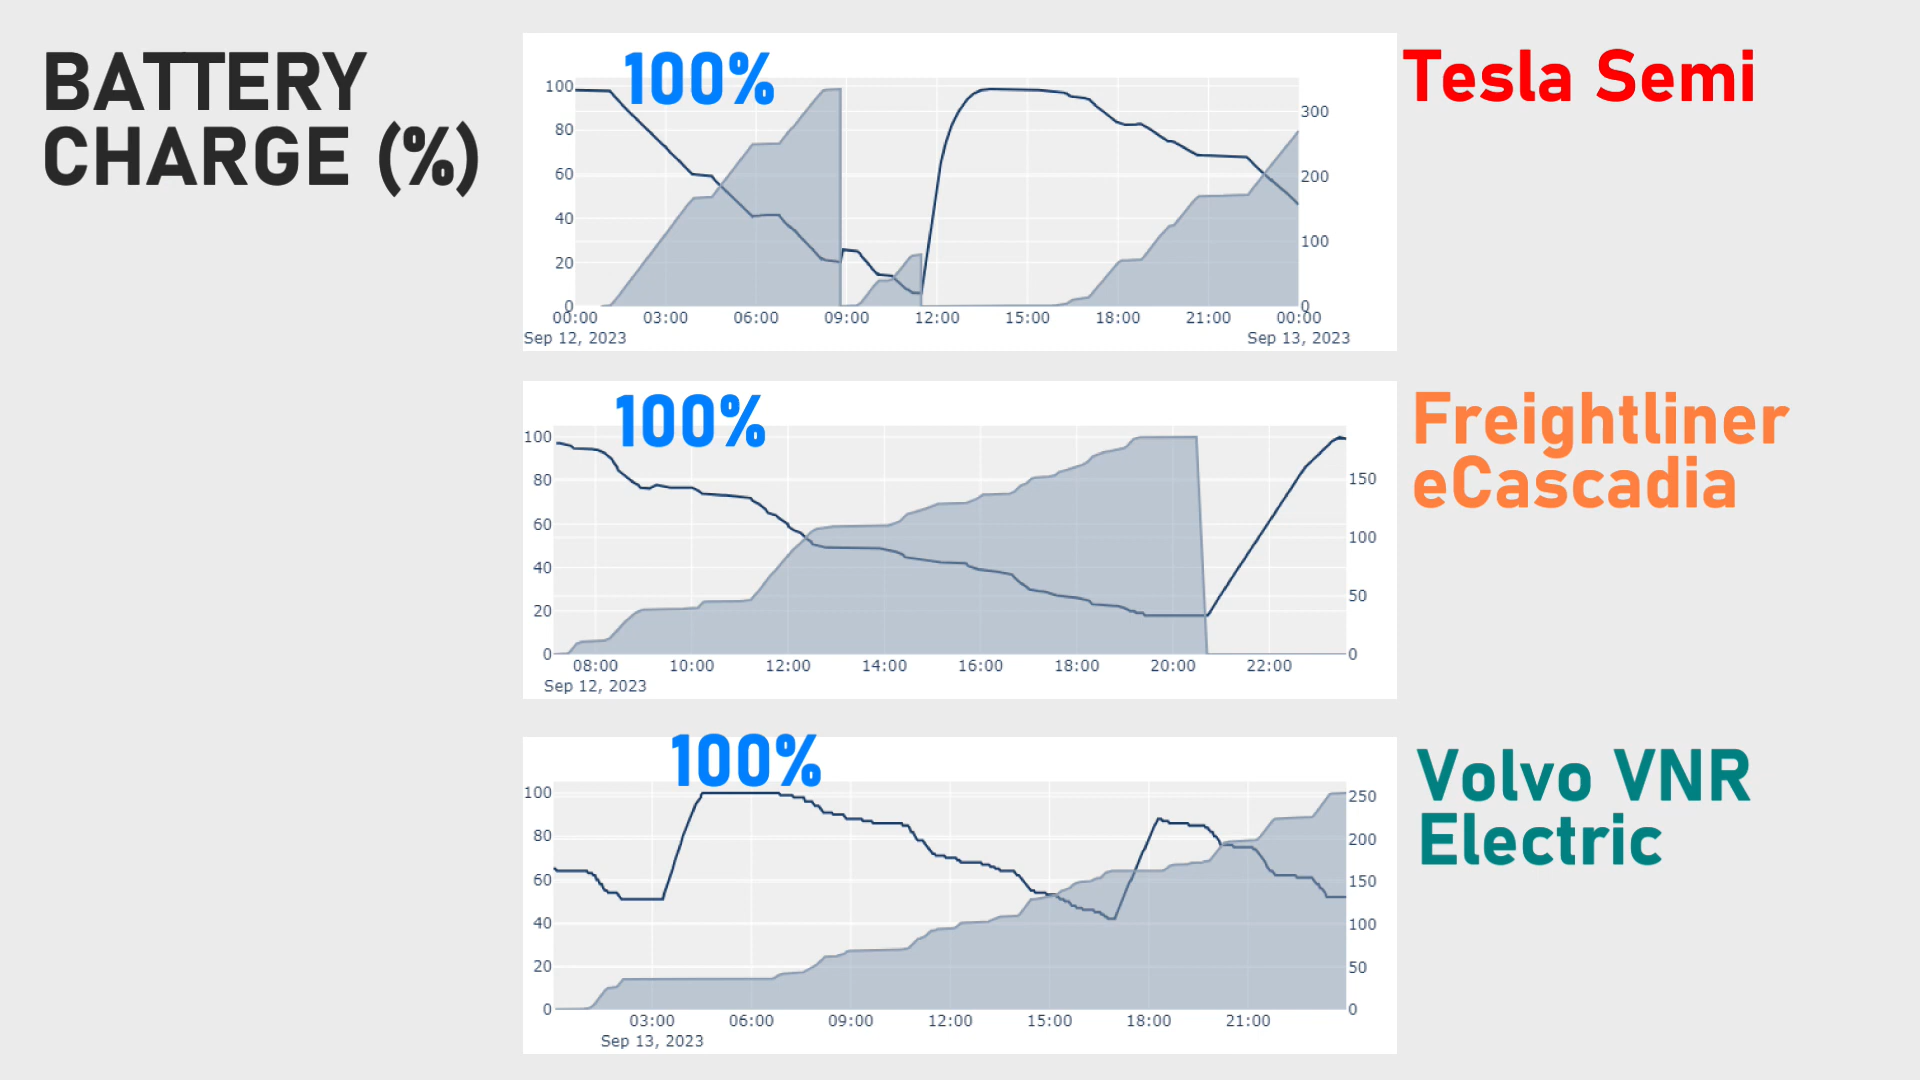 BATTERY
CHARGE (%)
100%
Tesla Semi
100
80
60
40
20
0
300
200
100
0
00:00 03:00 06:00 09:00 12:00 15:00 18:00 21:00 00:00
Sep 12, 2023 Sep 13, 2023
100%
Freightliner
eCascadia
100
80
60
40
20
0
150
100
50
0
08:00 10:00 12:00 14:00 16:00 18:00 20:00 22:00
Sep 12, 2023
100%
Volvo VNR
Electric
100
80
60
40
20
0
250
200
150
100
50
0
03:00 06:00 09:00 12:00 15:00 18:00 21:00
Sep 13, 2023